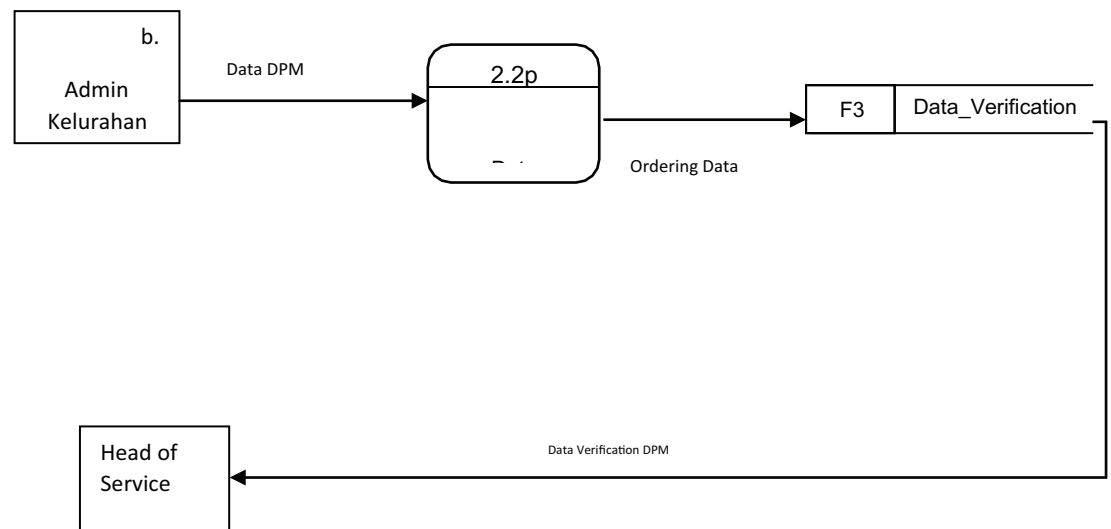 b.
Admin
Kelurahan
Data DPM
2.2p
Ordering Data
F3
Data_Verification
Head of
Service
Data Verification DPM